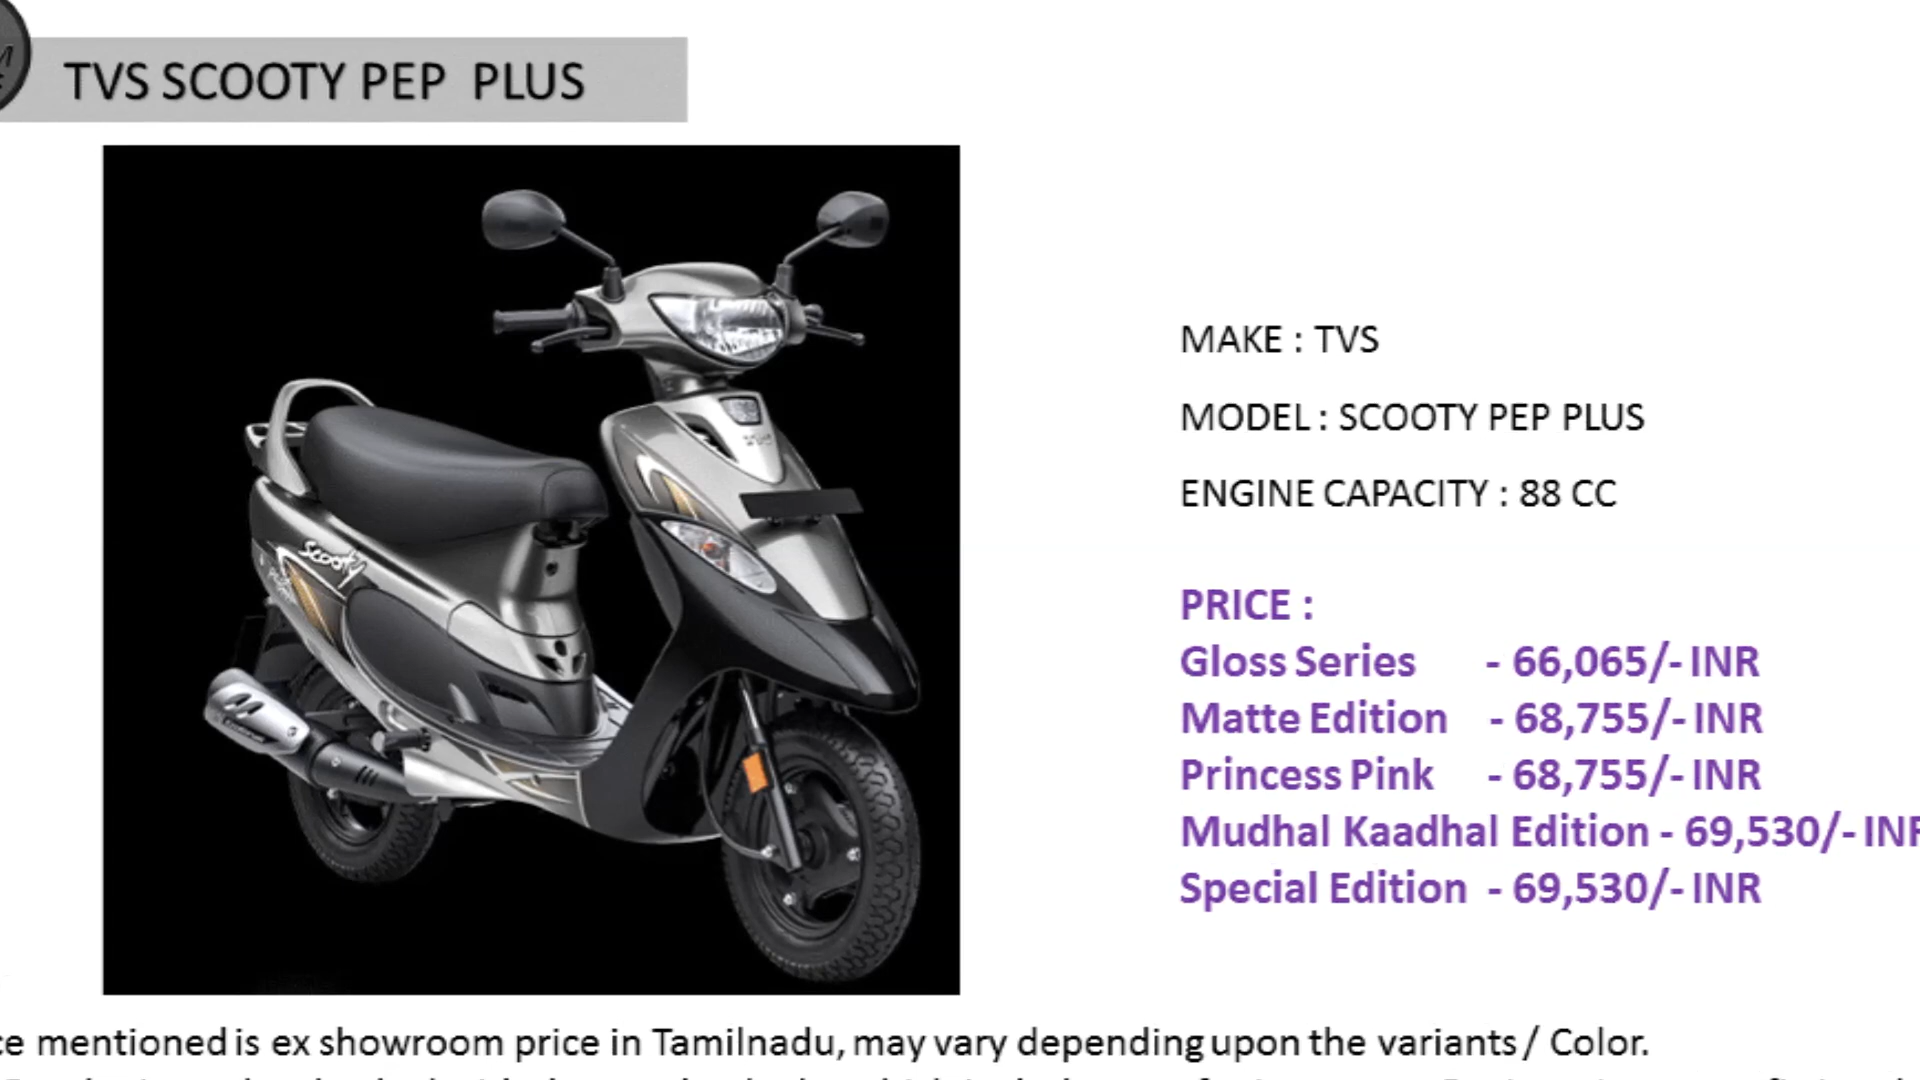 TVS SCOOTY PEP PLUS
Scooty
MAKE : TVS
MODEL : SCOOTY PEP PLUS
ENGINE CAPACITY : 88 CC
PRICE :
Gloss Series - 66,065/- INR
Matte Edition - 68,755/- INR
Princess Pink - 68,755/- INR
Mudhal Kaadhal Edition - 69,530/- INR
Special Edition - 69,530/- INR
mentioned is ex showroom price in Tamilnadu, may vary depending upon the variants / Color.